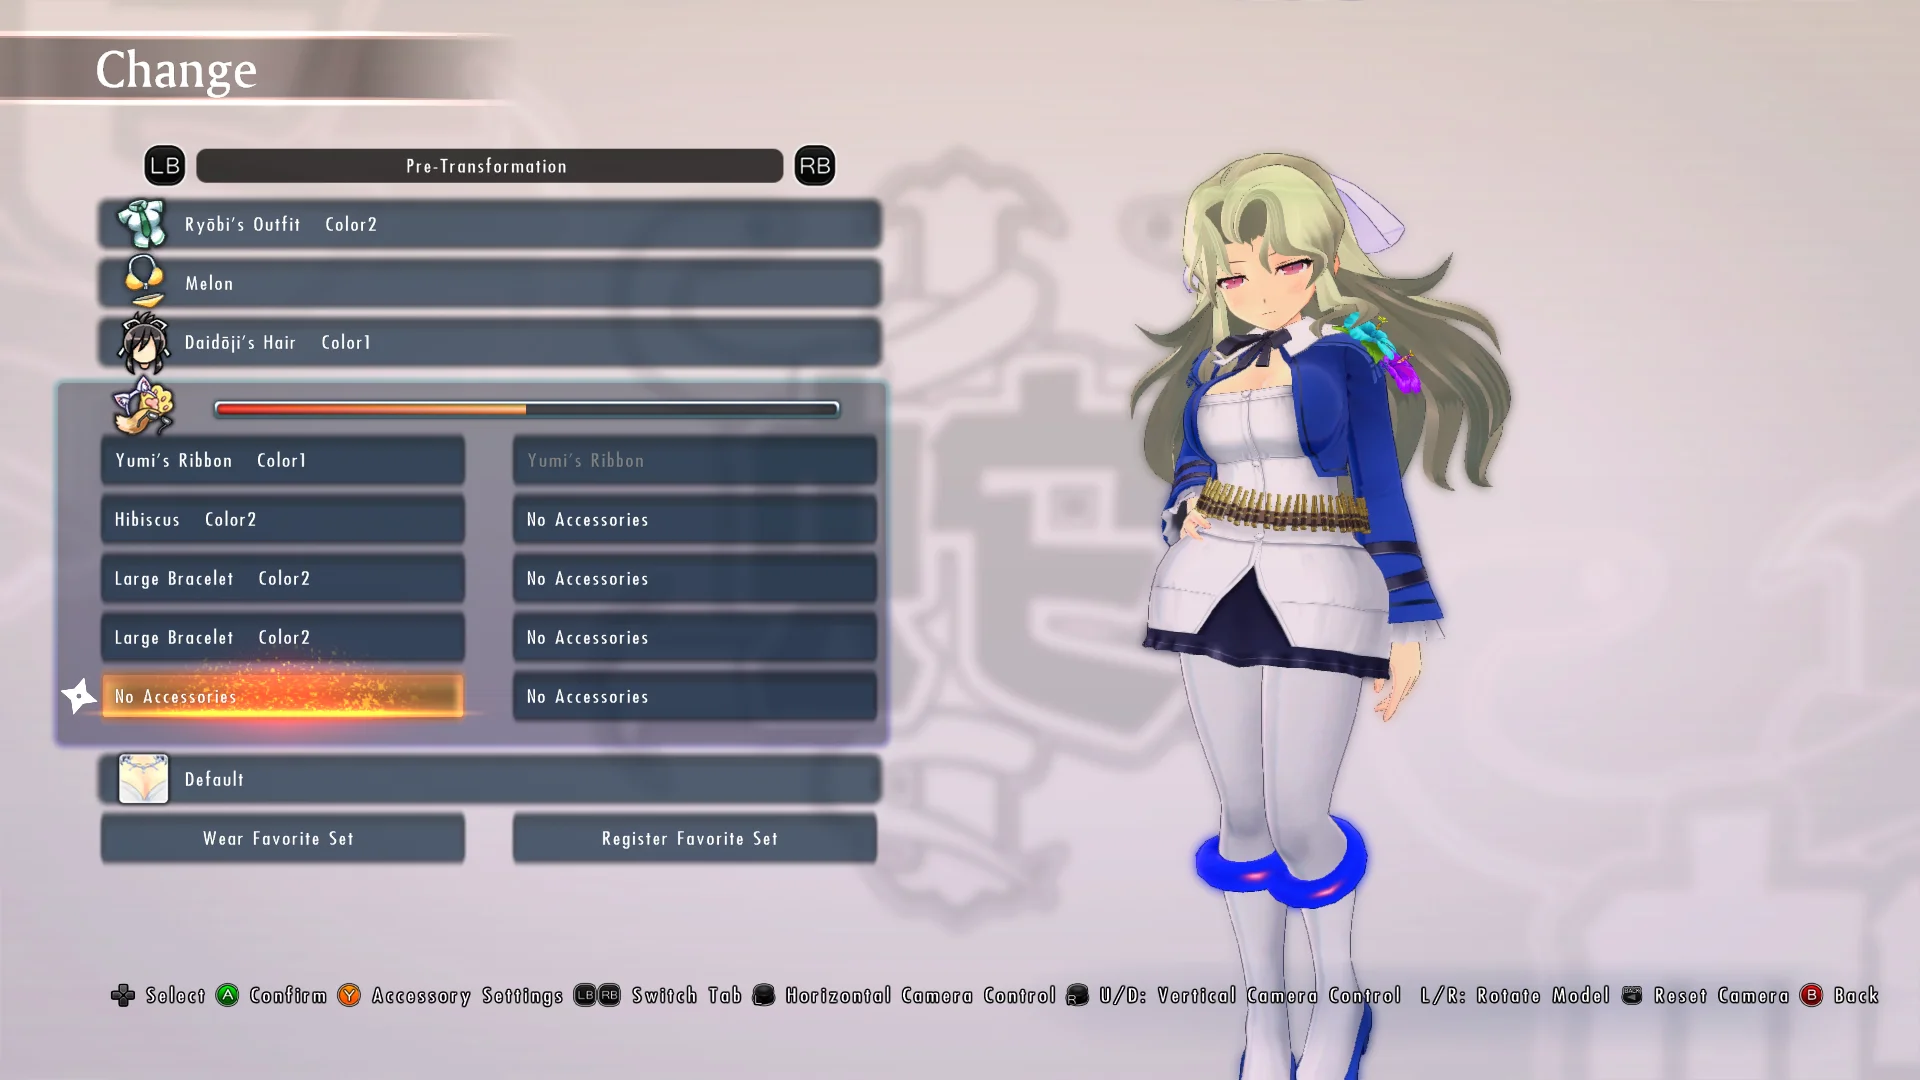 Change
LB Pre-Transformation RB
Ryōbi's Outfit Color2
Melon
Daidōji's Hair Color1
Yumi's Ribbon Color1 Yumi's Ribbon
Hibiscus Color2 No Accessories
Large Bracelet Color2 No Accessories
Large Bracelet Color2 No Accessories
No Accessories No Accessories
Default
Wear Favorite Set Register Favorite Set
Select A Confirm Y Accessory Settings LB RB Switch Tab L Horizontal Camera Control R U/D: Vertical Camera Control L/R: Rotate Model BACK Reset Camera B Back